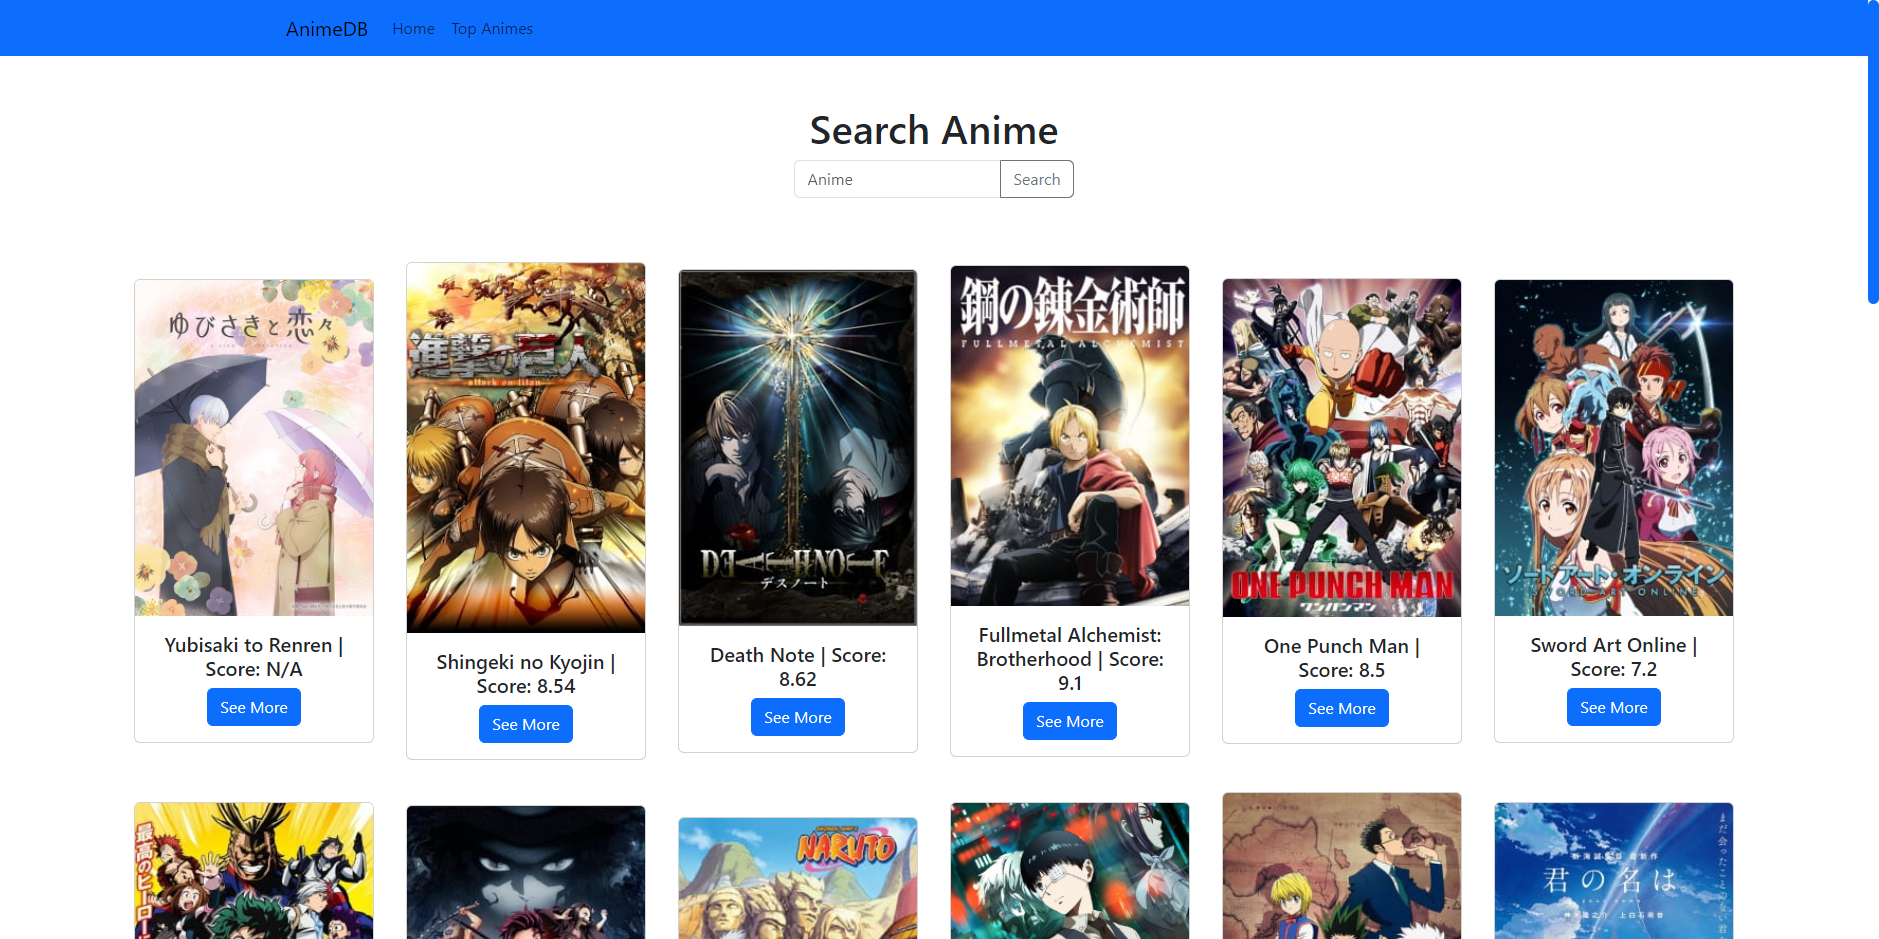 AnimeDB Home Top Animes
Search Anime
Anime Search
ゆびさきと恋々
Yubisaki to Renren |
Score: N/A
See More
進撃の巨人
attack on titan
Shingeki no Kyojin |
Score: 8.54
See More
DEATH NOTE
デスノート
Death Note | Score:
8.62
See More
鋼の錬金術師
FULLMETAL ALCHEMIST
Fullmetal Alchemist:
Brotherhood | Score:
9.1
See More
ONE PUNCH MAN
ワンパンマン
One Punch Man |
Score: 8.5
See More
ソードアート・オンライン
SWORD ART ONLINE
Sword Art Online |
Score: 7.2
See More
最高のヒーローに
NARUTO
君の名は。